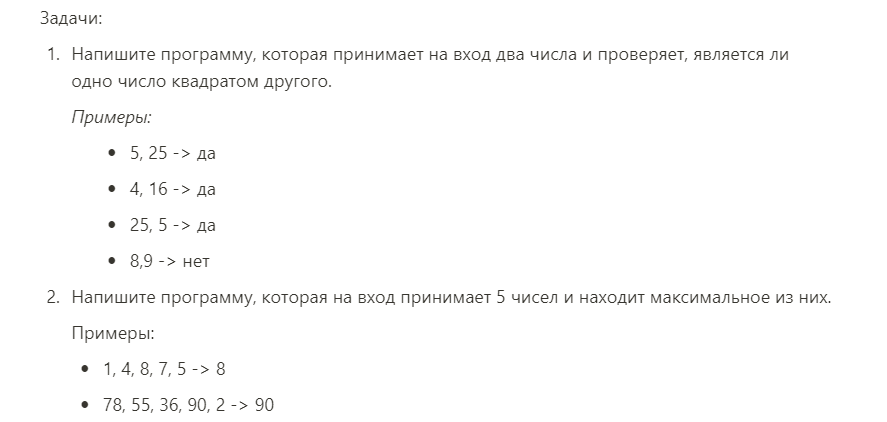 Задачи:
1. Напишите программу, которая принимает на вход два числа и проверяет, является ли
одно число квадратом другого.
Примеры:
• 5, 25 -> да
• 4, 16 -> да
• 25, 5 -> да
• 8,9 -> нет
2. Напишите программу, которая на вход принимает 5 чисел и находит максимальное из них.
Примеры:
• 1, 4, 8, 7, 5 -> 8
• 78, 55, 36, 90, 2 -> 90